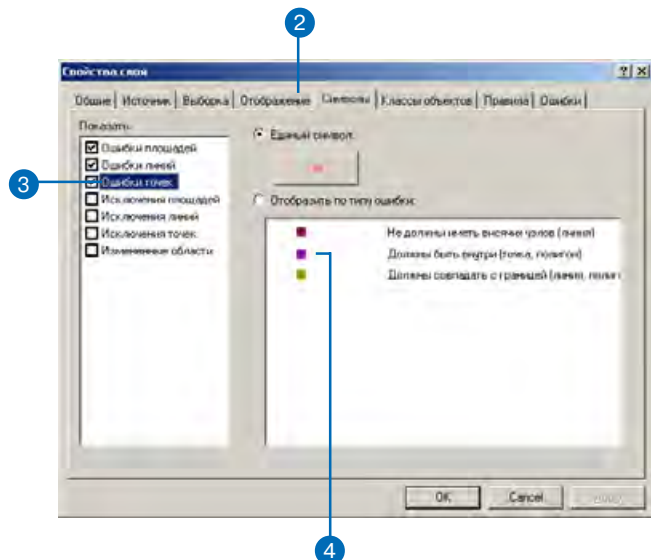 2
Свойства слоя
Общие Источник Выборка Отображение Символы Классы объектов Правила Ошибки
Показать:
Ошибки площадей
Ошибки линий
Ошибки точек
Исключения площадей
Исключения линий
Исключения точек
Измененные области
Единый символ:
3
Отобразить по типу ошибки:
Не должны иметь висячих узлов (линия)
Должны быть внутри (точка, полигон)
Должны совпадать с границей (линия, полиг
OK Cancel Apply
4